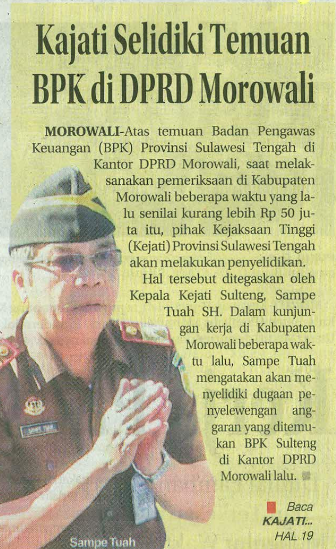 Kajati Selidiki Temuan
BPK di DPRD Morowali
MOROWALI-Atas temuan Badan Pengawas
Keuangan (BPK) Provinsi Sulawesi Tengah di
Kantor DPRD Morowali, saat melak-
sanakan pemeriksaan di Kabupaten
Morowali beberapa waktu yang la-
lu senilai kurang lebih Rp 50 ju-
ta itu, pihak Kejaksaan Tinggi
(Kejati) Provinsi Sulawesi Tengah
akan melakukan penyelidikan.
Hal tersebut ditegaskan oleh
Kepala Kejati Sulteng, Sampe
Tuah SH. Dalam kunjun-
gan kerja di Kabupaten
Morowali beberapa wak-
tu lalu, Sampe Tuah
mengatakan akan me-
nyelidiki dugaan pe-
nyelewengan ang-
garan yang ditemu-
kan BPK Sulteng
di Kantor DPRD
Morowali lalu.
Baca
KAJATI...
HAL 19
SAMPE TUAH
Sampe Tuah